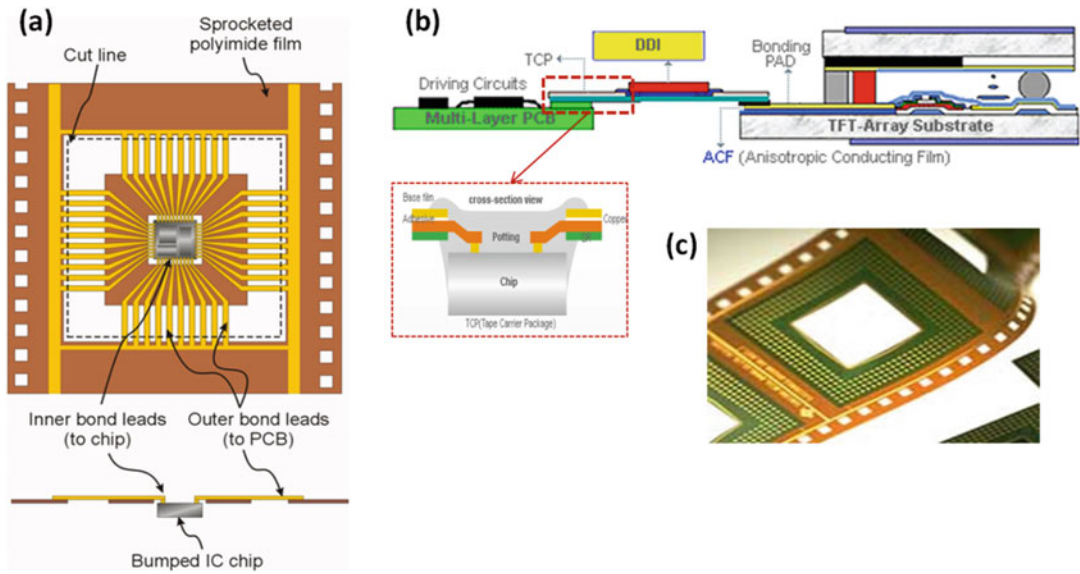 (a)
Sprocketed
polyimide film
Cut line
Inner bond leads
(to chip)
Outer bond leads
(to PCB)
Bumped IC chip
(b)
DDI
TCP
Bonding
PAD
Driving Circuits
Multi-Layer PCB
TFT-Array Substrate
ACF (Anisotropic Conducting Film)
Base film
cross-section view
Adhesive
Copper
Potting
Chip
TCP(Tape Carrier Package)
(c)